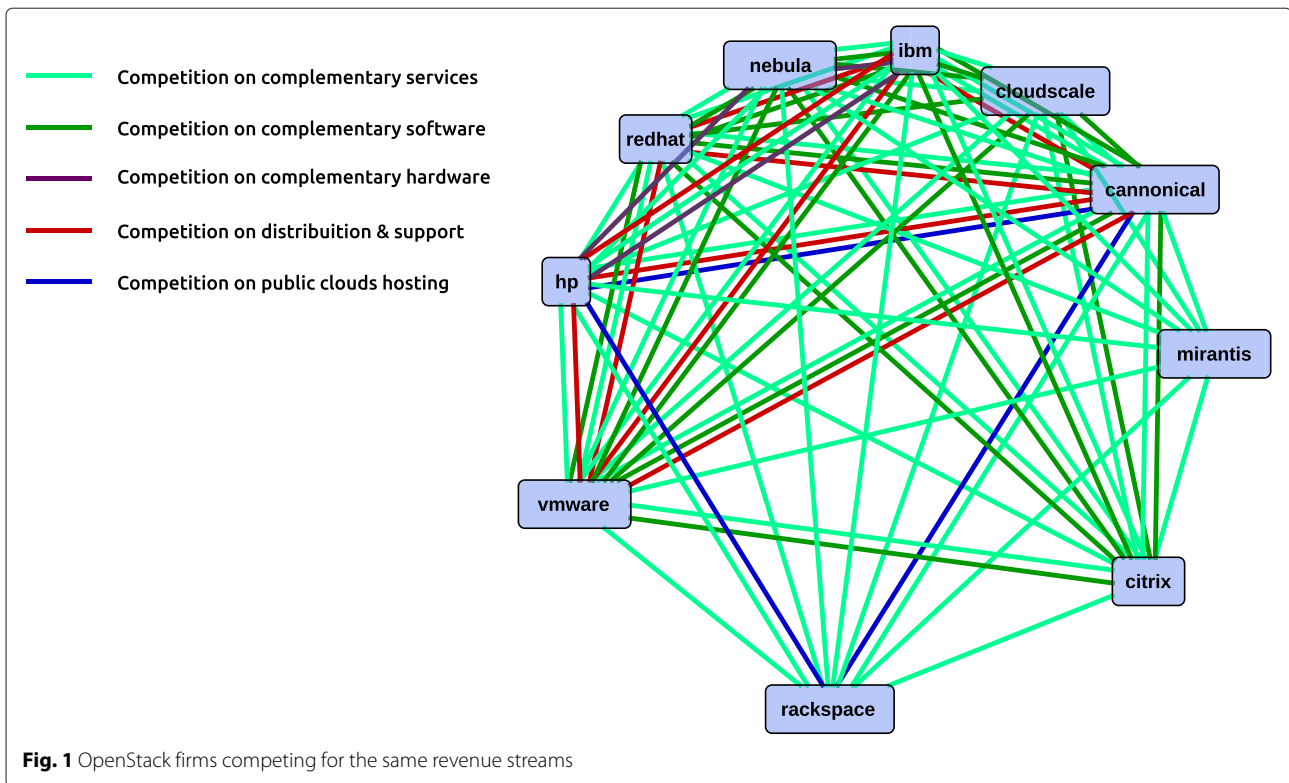 Competition on complementary services
Competition on complementary software
Competition on complementary hardware
Competition on distribuition & support
Competition on public clouds hosting
ibm
nebula
cloudscale
redhat
cannonical
hp
mirantis
vmware
citrix
rackspace
Fig. 1 OpenStack firms competing for the same revenue streams